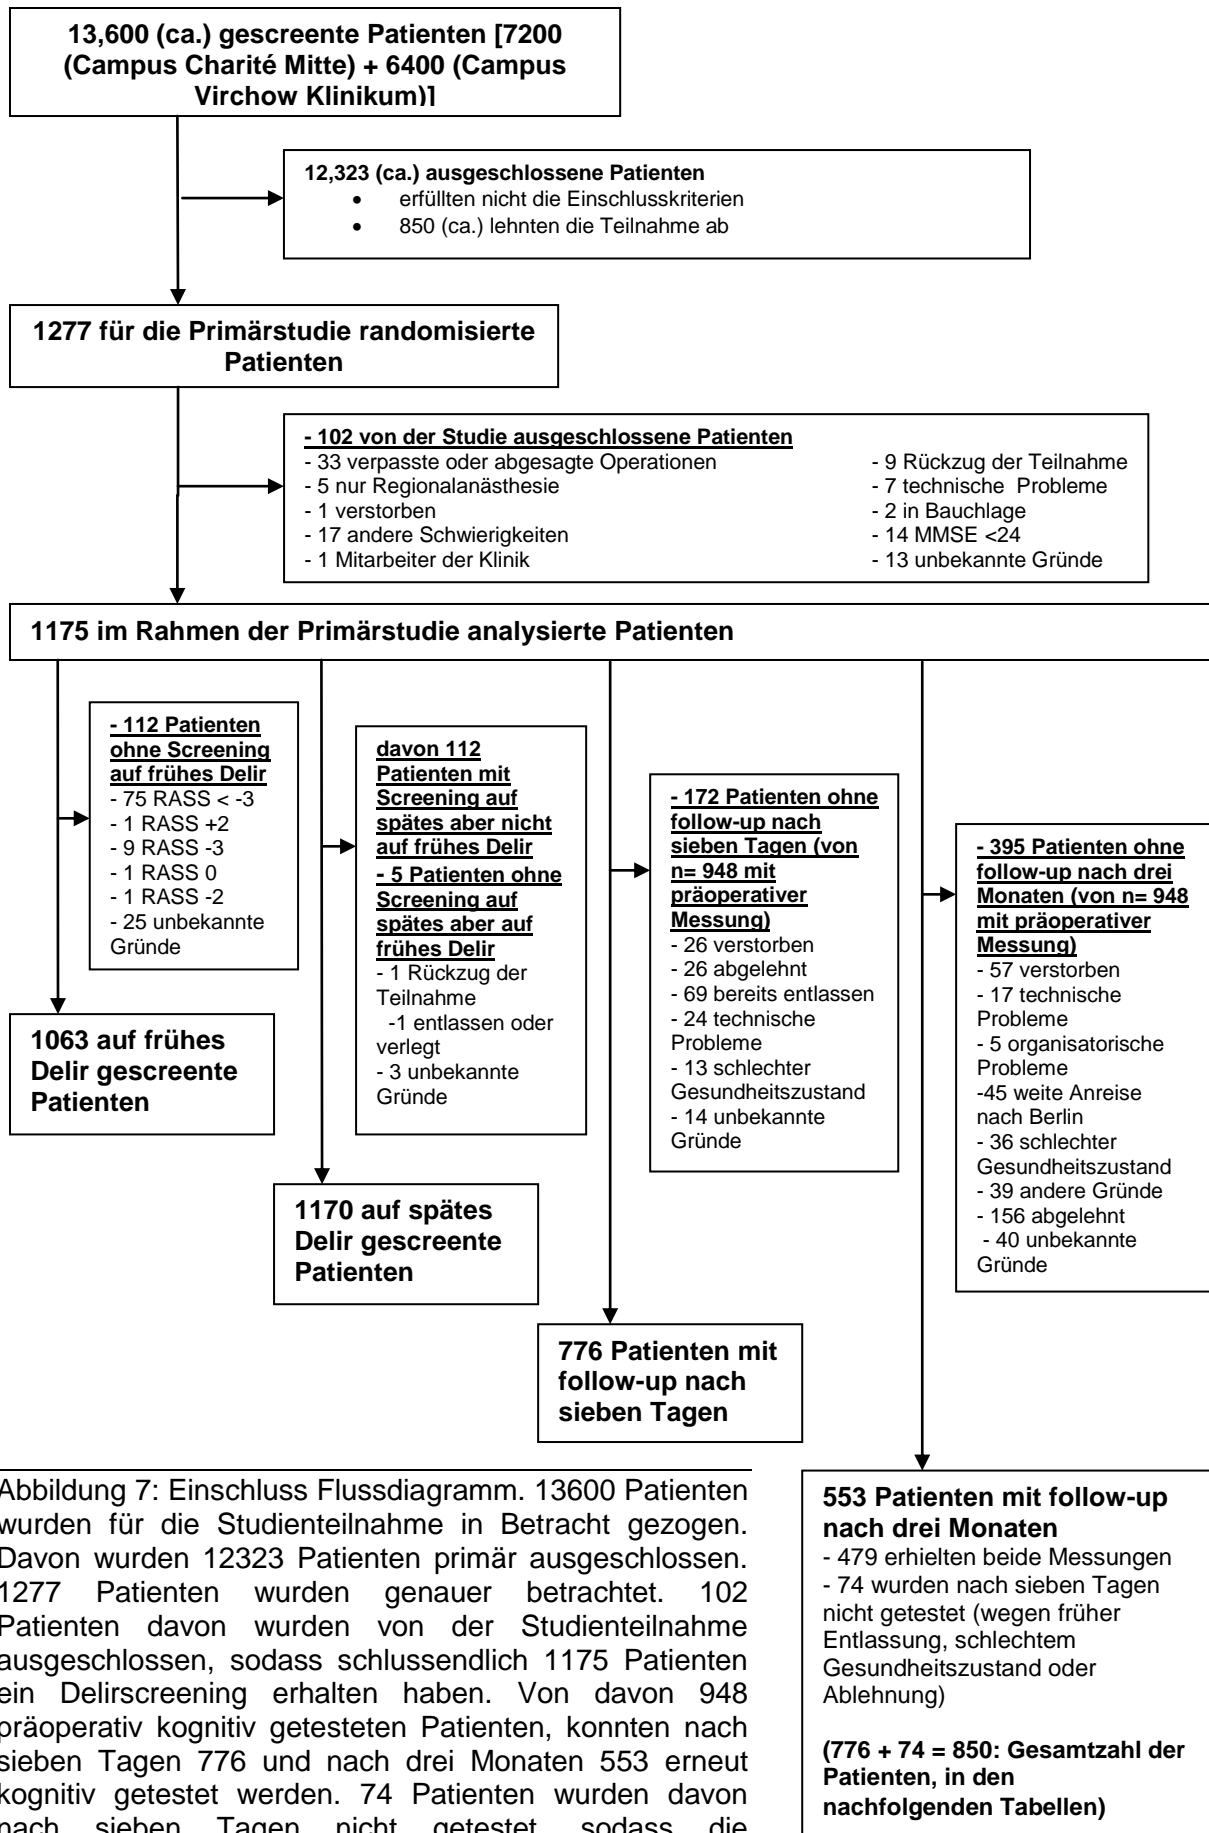 13,600 (ca.) gescreente Patienten [7200
(Campus Charité Mitte) + 6400 (Campus
Virchow Klinikum)]
12,323 (ca.) ausgeschlossene Patienten
• erfüllten nicht die Einschlusskriterien
• 850 (ca.) lehnten die Teilnahme ab
1277 für die Primärstudie randomisierte
Patienten
- 102 von der Studie ausgeschlossene Patienten
- 33 verpasste oder abgesagte Operationen
- 5 nur Regionalanästhesie
- 1 verstorben
- 17 andere Schwierigkeiten
- 1 Mitarbeiter der Klinik
- 9 Rückzug der Teilnahme
- 7 technische Probleme
- 2 in Bauchlage
- 14 MMSE <24
- 13 unbekannte Gründe
1175 im Rahmen der Primärstudie analysierte Patienten
- 112 Patienten
ohne Screening
auf frühes Delir
- 75 RASS < -3
- 1 RASS +2
- 9 RASS -3
- 1 RASS 0
- 1 RASS -2
- 25 unbekannte
Gründe
1063 auf frühes
Delir gescreente
Patienten
davon 112
Patienten mit
Screening auf
spätes aber nicht
auf frühes Delir
- 5 Patienten ohne
Screening auf
spätes aber auf
frühes Delir
- 1 Rückzug der
Teilnahme
-1 entlassen oder
verlegt
- 3 unbekannte
Gründe
1170 auf spätes
Delir gescreente
Patienten
- 172 Patienten ohne
follow-up nach
sieben Tagen (von
n= 948 mit
präoperativer
Messung)
- 26 verstorben
- 26 abgelehnt
- 69 bereits entlassen
- 24 technische
Probleme
- 13 schlechter
Gesundheitszustand
- 14 unbekannte
Gründe
776 Patienten mit
follow-up nach
sieben Tagen
- 395 Patienten ohne
follow-up nach drei
Monaten (von n= 948
mit präoperativer
Messung)
- 57 verstorben
- 17 technische
Probleme
- 5 organisatorische
Probleme
-45 weite Anreise
nach Berlin
- 36 schlechter
Gesundheitszustand
- 39 andere Gründe
- 156 abgelehnt
- 40 unbekannte
Gründe
553 Patienten mit follow-up
nach drei Monaten
- 479 erhielten beide Messungen
- 74 wurden nach sieben Tagen
nicht getestet (wegen früher
Entlassung, schlechtem
Gesundheitszustand oder
Ablehnung)
(776 + 74 = 850: Gesamtzahl der
Patienten, in den
nachfolgenden Tabellen)
Abbildung 7: Einschluss Flussdiagramm. 13600 Patienten
wurden für die Studienteilnahme in Betracht gezogen.
Davon wurden 12323 Patienten primär ausgeschlossen.
1277 Patienten wurden genauer betrachtet. 102
Patienten davon wurden von der Studienteilnahme
ausgeschlossen, sodass schlussendlich 1175 Patienten
ein Delirscreening erhalten haben. Von davon 948
präoperativ kognitiv getesteten Patienten, konnten nach
sieben Tagen 776 und nach drei Monaten 553 erneut
kognitiv getestet werden. 74 Patienten wurden davon
nach sieben Tagen nicht getestet, sodass die